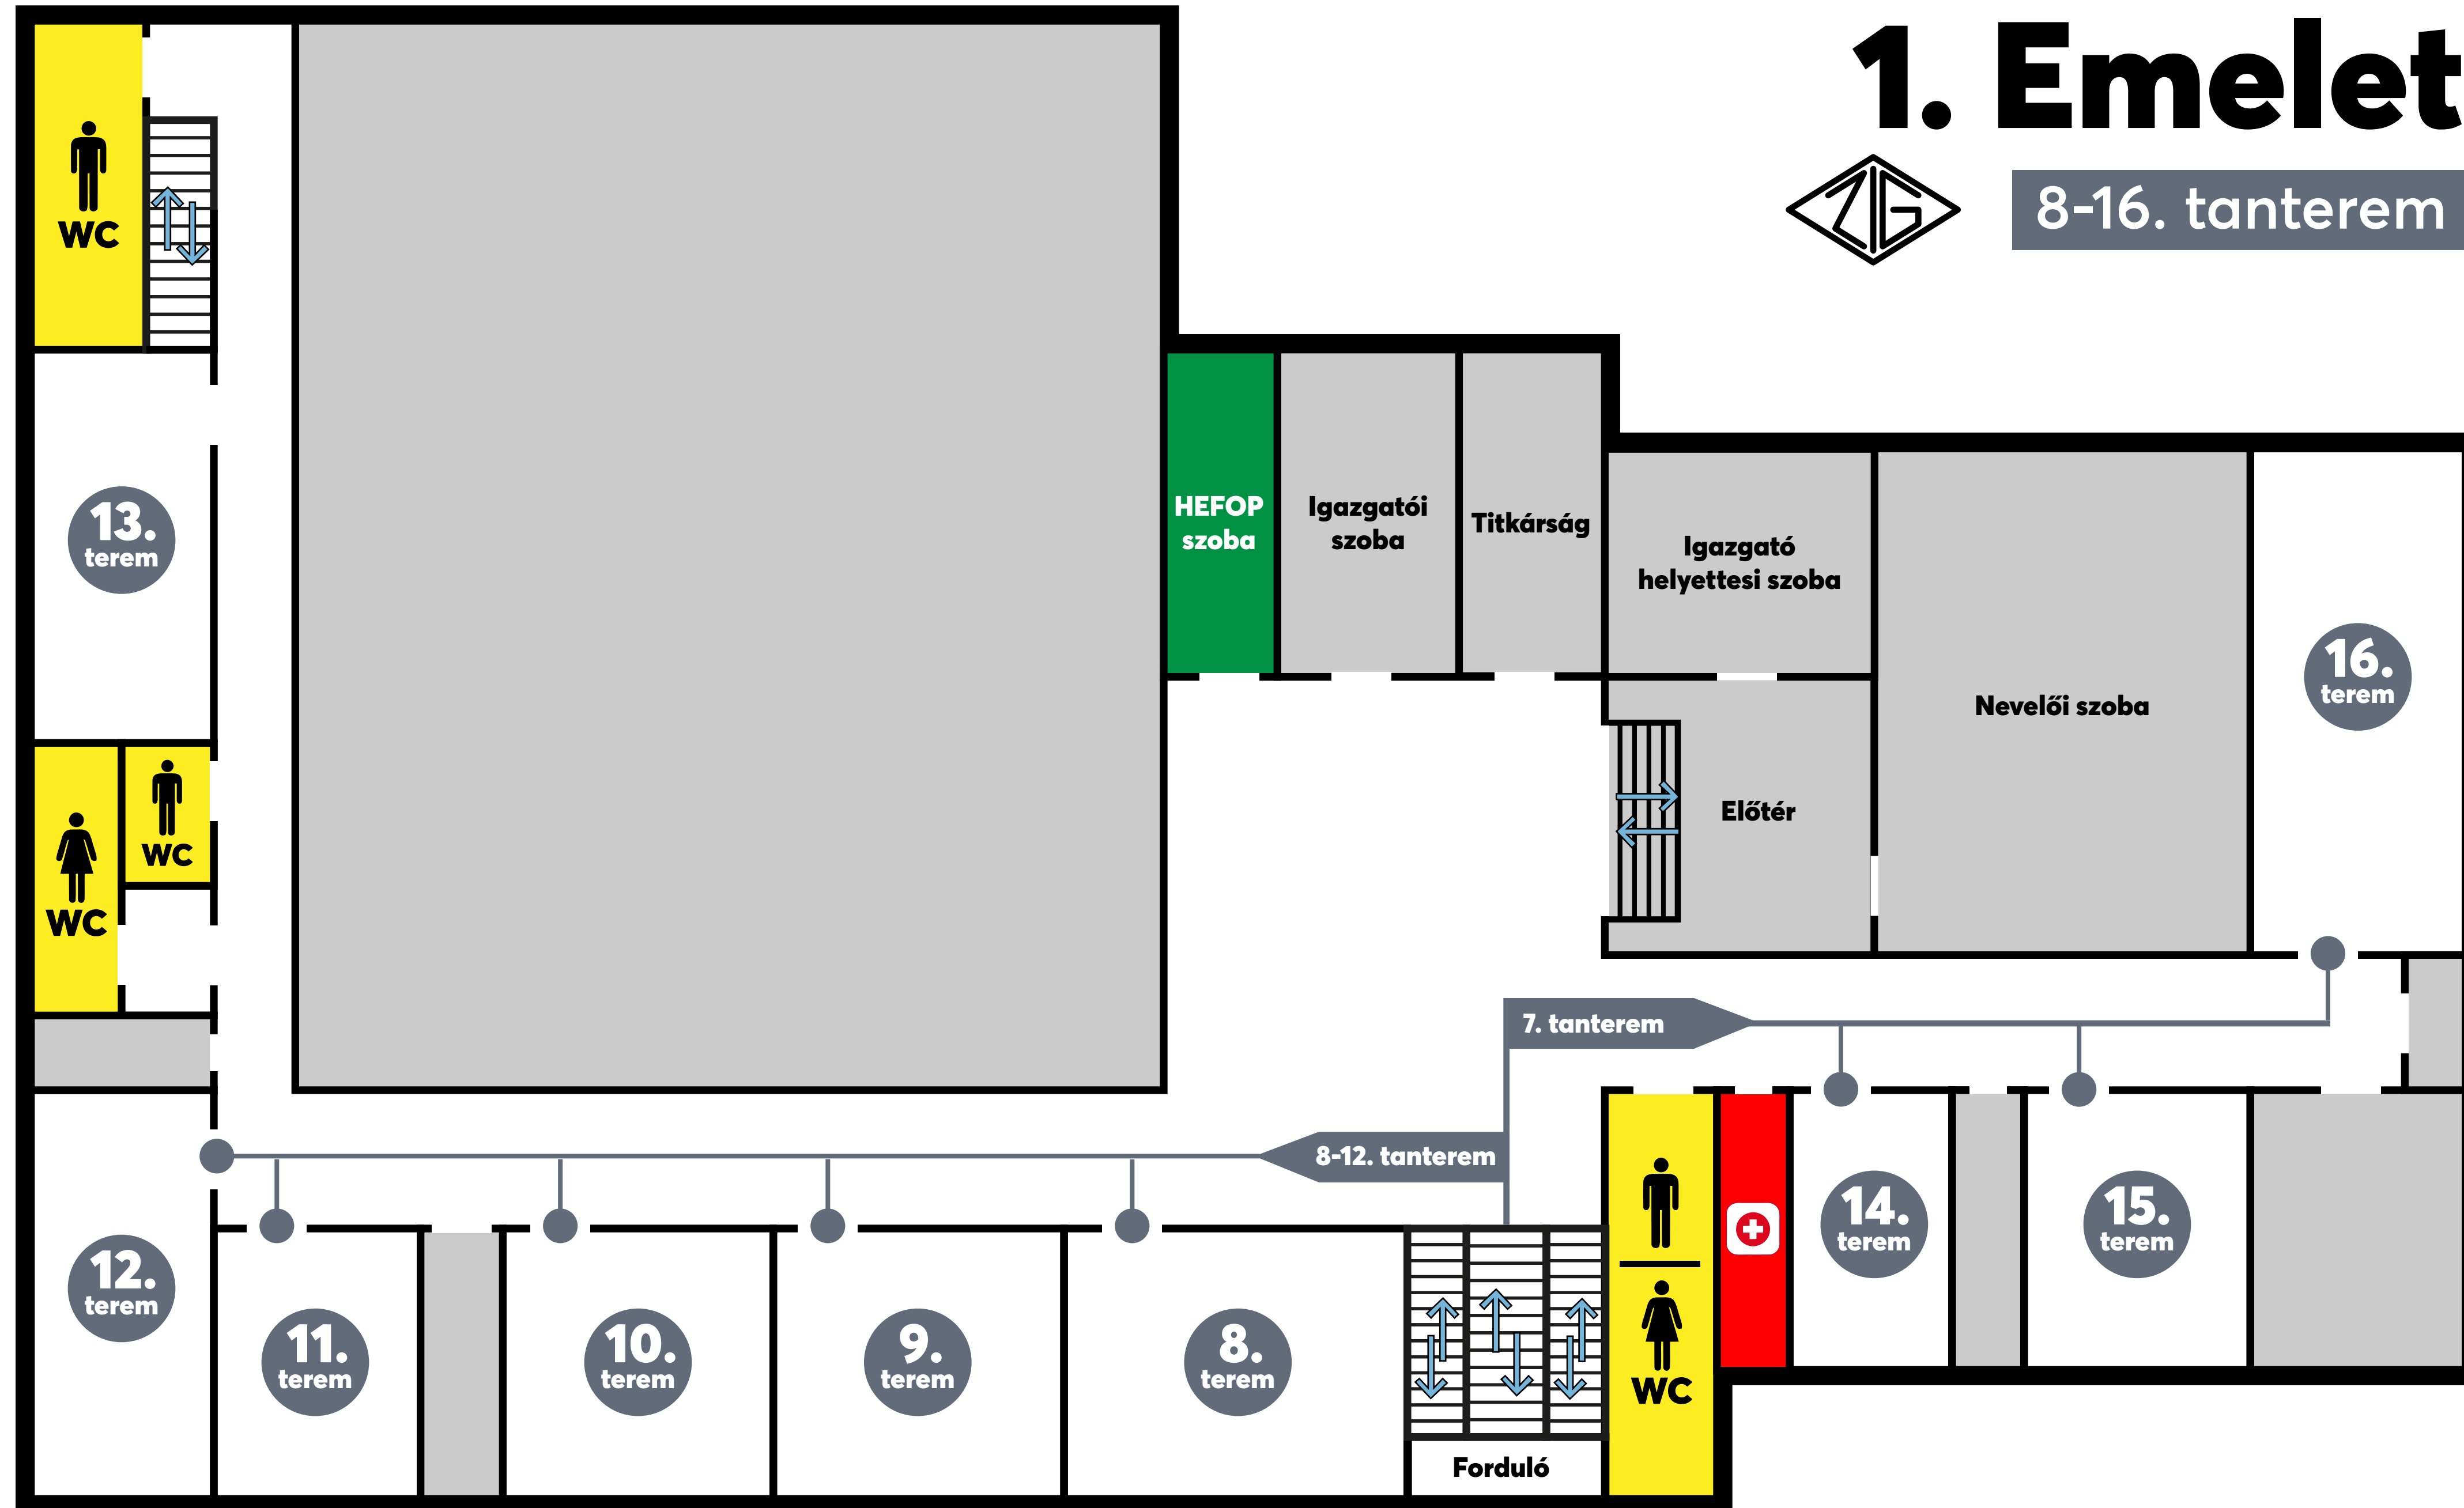 1. Emelet
8-16. tanterem
WC
HEFOP
szoba
Igazgatói
szoba
Titkárság
Igazgató
helyettesi szoba
13.
terem
16.
terem
Nevelői szoba
Előtér
WC
WC
7. tanterem
8-12. tanterem
12.
terem
11.
terem
10.
terem
9.
terem
8.
terem
14.
terem
15.
terem
WC
Forduló